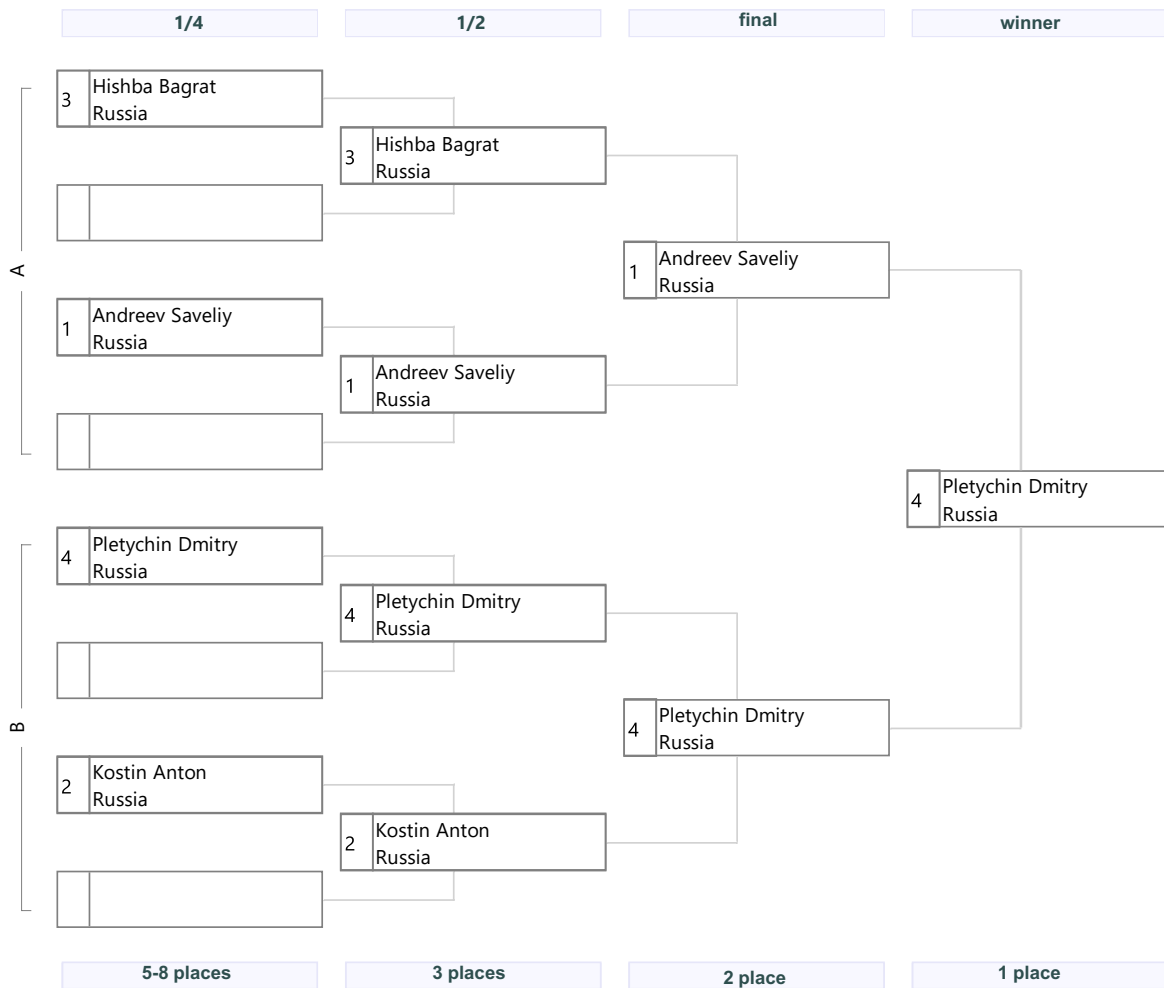 1/4
1/2
final
winner
3
Hishba Bagrat
Russia
3
Hishba Bagrat
Russia
A
1
Andreev Saveliy
Russia
1
Andreev Saveliy
Russia
1
Andreev Saveliy
Russia
4
Pletychin Dmitry
Russia
B
4
Pletychin Dmitry
Russia
4
Pletychin Dmitry
Russia
4
Pletychin Dmitry
Russia
2
Kostin Anton
Russia
2
Kostin Anton
Russia
5-8 places
3 places
2 place
1 place